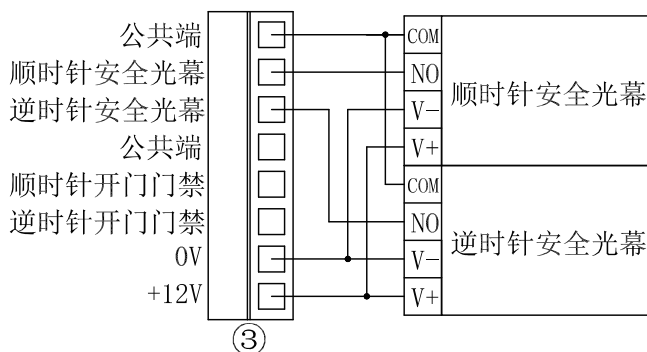 公共端
顺时针安全光幕
逆时针安全光幕
公共端
顺时针开门门禁
逆时针开门门禁
0V
+12V
③
COM
NO
V-
V+
顺时针安全光幕
COM
NO
V-
V+
逆时针安全光幕